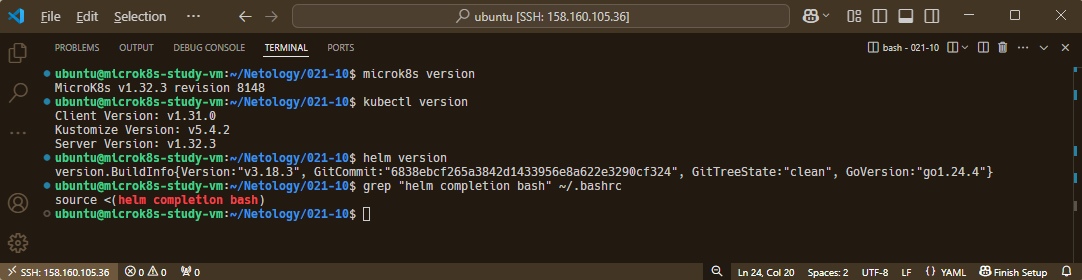 File Edit Selection ··· ubuntu [SSH: 158.160.105.36]
PROBLEMS OUTPUT DEBUG CONSOLE TERMINAL PORTS bash - 021-10
ubuntu@microk8s-study-vm:~/Netology/021-10$ microk8s version
MicroK8s v1.32.3 revision 8148
ubuntu@microk8s-study-vm:~/Netology/021-10$ kubectl version
Client Version: v1.31.0
Kustomize Version: v5.4.2
Server Version: v1.32.3
ubuntu@microk8s-study-vm:~/Netology/021-10$ helm version
version.BuildInfo{Version:"v3.18.3", GitCommit:"6838ebcf265a3842d1433956e8a622e3290cf324", GitTreeState:"clean", GoVersion:"go1.24.4"}
ubuntu@microk8s-study-vm:~/Netology/021-10$ grep "helm completion bash" ~/.bashrc
source <(helm completion bash)
ubuntu@microk8s-study-vm:~/Netology/021-10$
SSH: 158.160.105.36 0 0 0 Ln 24, Col 20 Spaces: 2 UTF-8 LF {} YAML Finish Setup